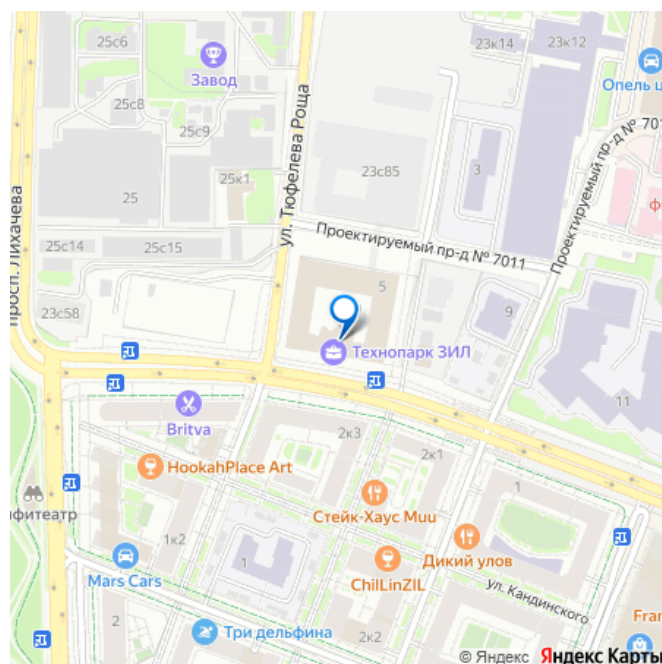 25с6
23к14
23к12
Завод
Опель ц
25с8
25с9
Проектируемый пр-д № 701
ул. Тюфелева Роща
просп. Лихачева
25
25к1
23с85
3
25с14
25с15
Проектируемый пр-д № 7011
23с58
5
9
Технопарк ЗИЛ
11
Britva
HookahPlace Art
2к3
2к1
1
Стейк-Хаус Muu
нфитеатр
1к2
1
Дикий улов
Mars Cars
ChilLinZIL
ул. Кандинского
2
Три дельфина
2к2
Fran
© Яндекс Яндекс Карты